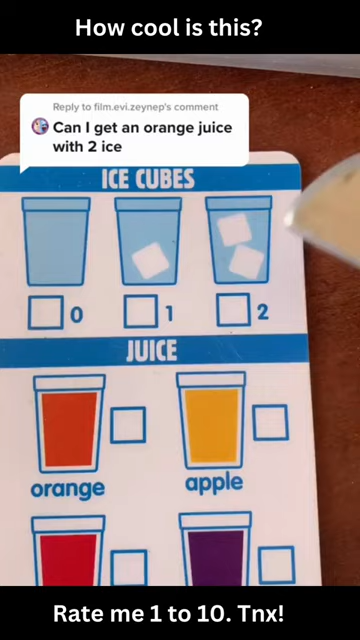 How cool is this?
Reply to film.evi.zeynep's comment
Can I get an orange juice
with 2 ice
ICE CUBES
0 1 2
JUICE
orange apple
Rate me 1 to 10. Tnx!